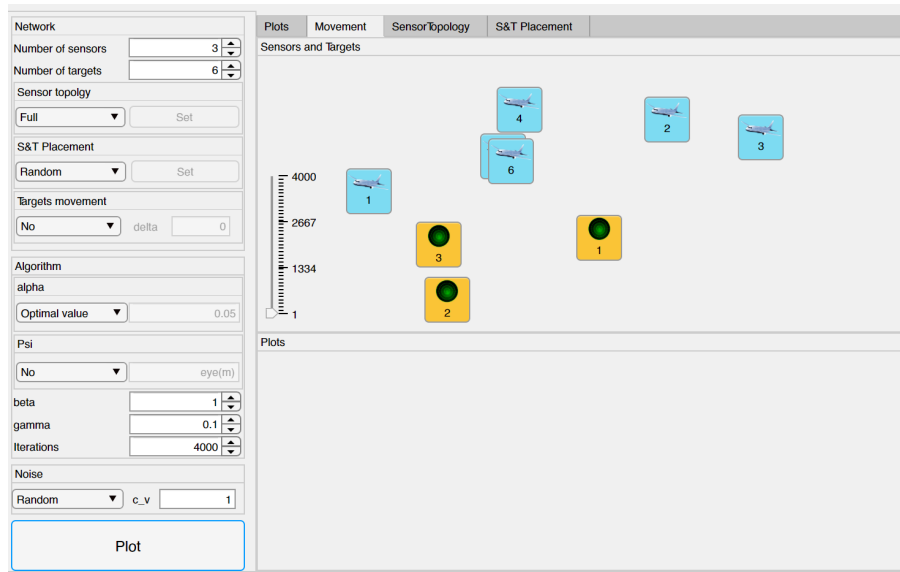 Network
Number of sensors 3
Number of targets 6
Sensor topolgy
Full Set
S&T Placement
Random Set
Targets movement
No delta 0
Algorithm
alpha
Optimal value 0.05
Psi
No eye(m)
beta 1
gamma 0.1
Iterations 4000
Noise
Random c_v 1
Plot
Plots Movement SensorTopology S&T Placement
Sensors and Targets
4
2
3
6
1
4000
2667
1334
1
3
1
2
Plots